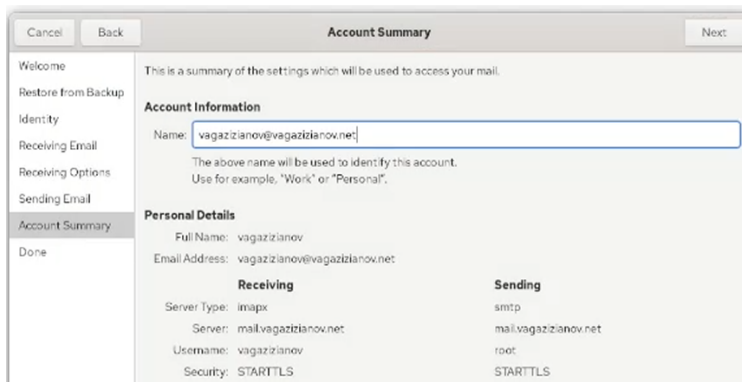 Cancel Back Account Summary Next
Welcome
Restore from Backup
Identity
Receiving Email
Receiving Options
Sending Email
Account Summary
Done
This is a summary of the settings which will be used to access your mail.
Account Information
Name: vagazizianov@vagazizianov.net
The above name will be used to identify this account.
Use for example, "Work" or "Personal".
Personal Details
Full Name: vagazizianov
Email Address: vagazizianov@vagazizianov.net
Receiving Sending
Server Type: imapx smtp
Server: mail.vagazizianov.net mail.vagazizianov.net
Username: vagazizianov root
Security: STARTTLS STARTTLS